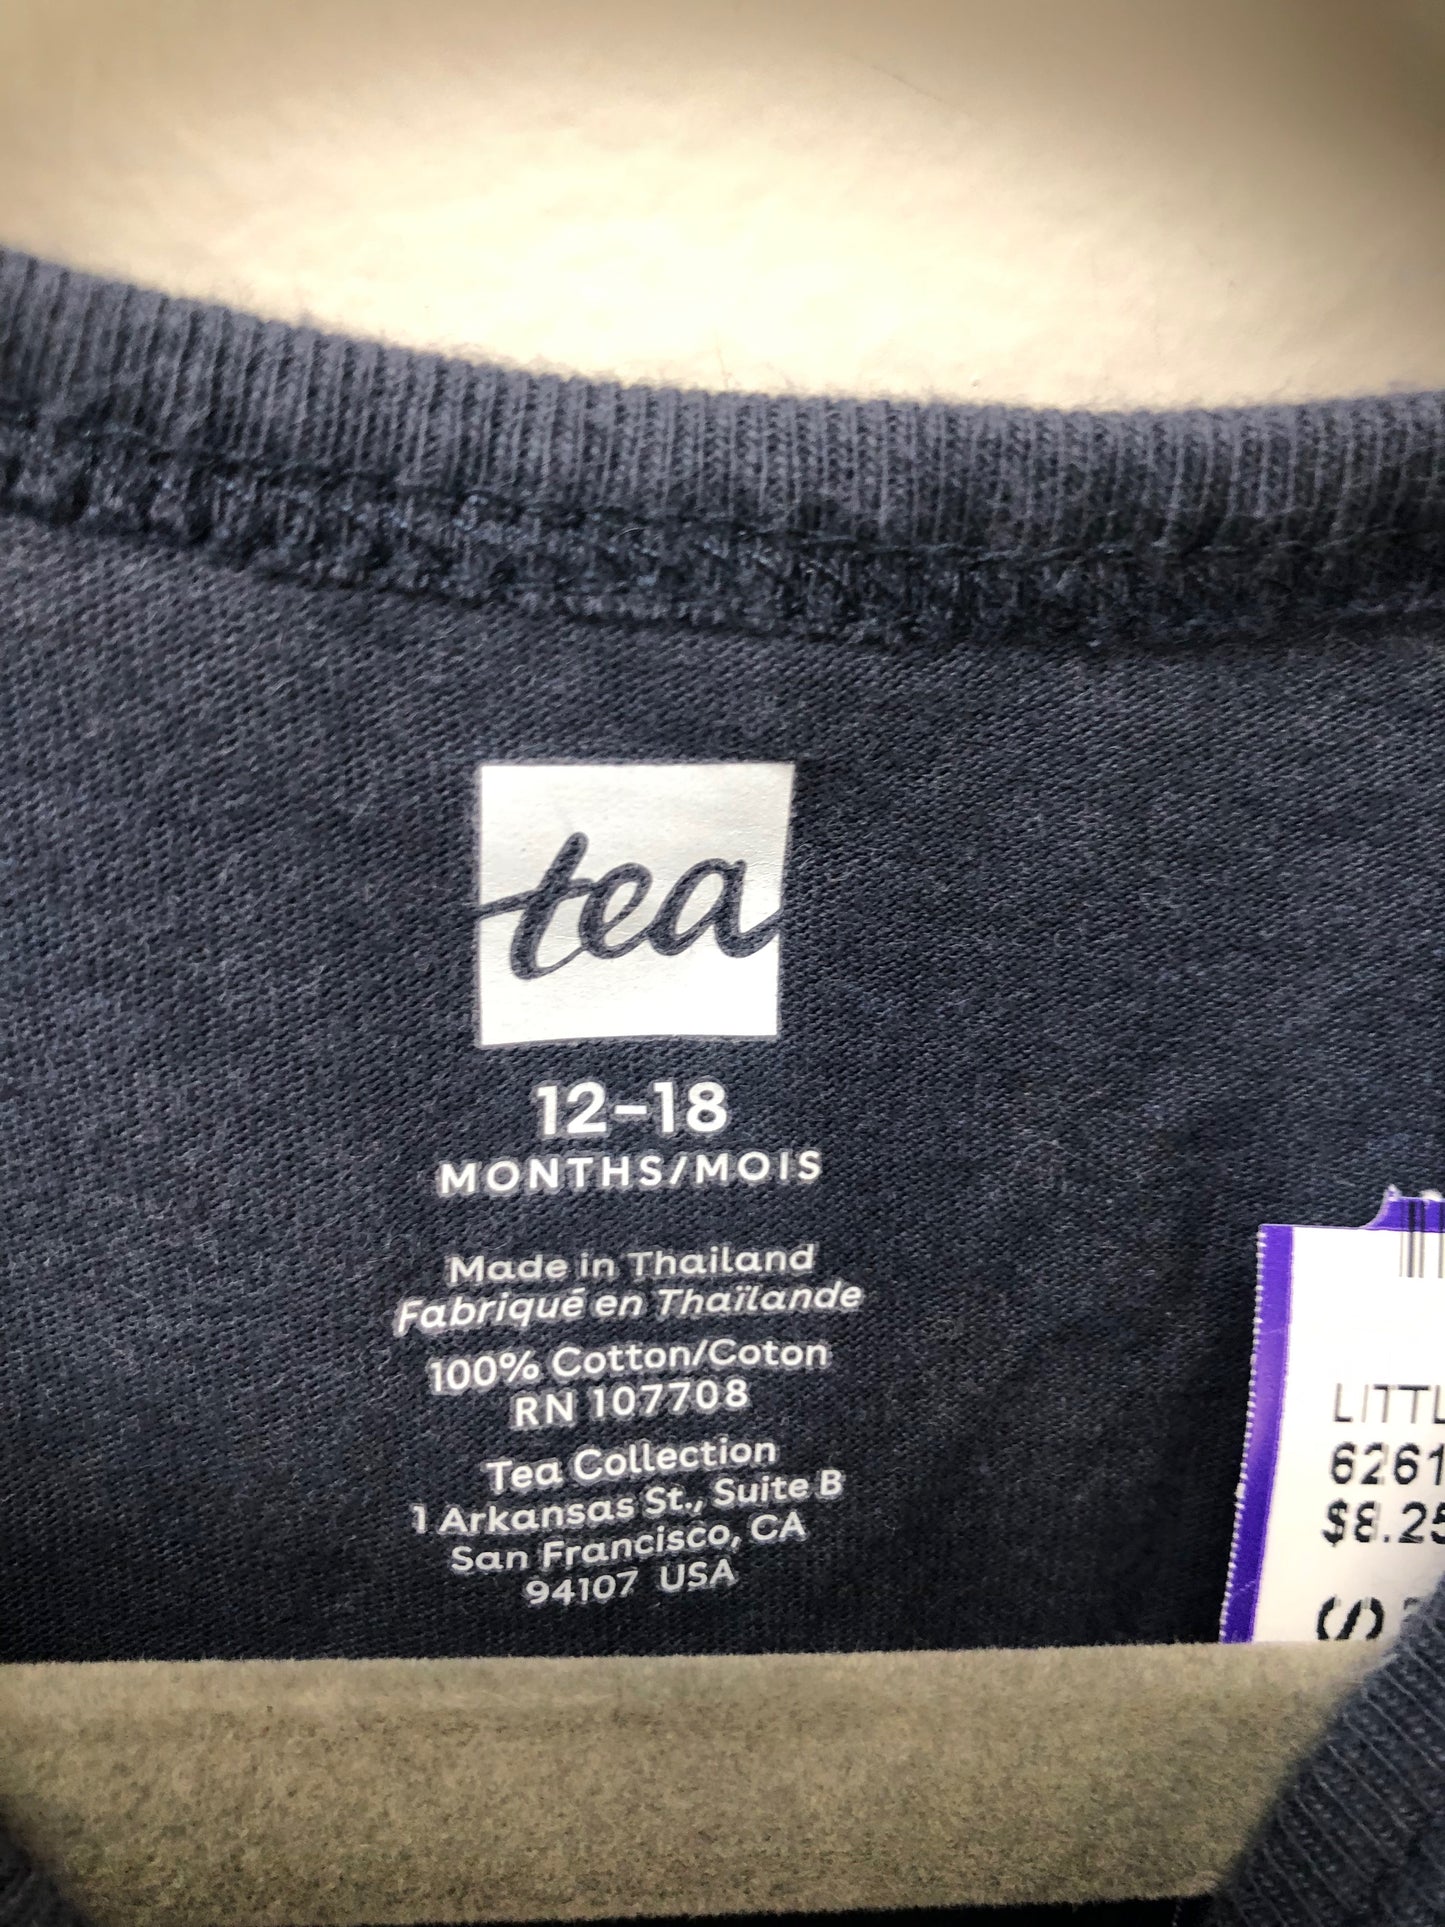 tea
12-18
MONTHS/MOIS
Made in Thailand
Fabriqué en Thaïlande
100% Cotton/Coton
RN 107708
Tea Collection
1 Arkansas St., Suite B
San Francisco, CA
94107 USA
6261
$8.25